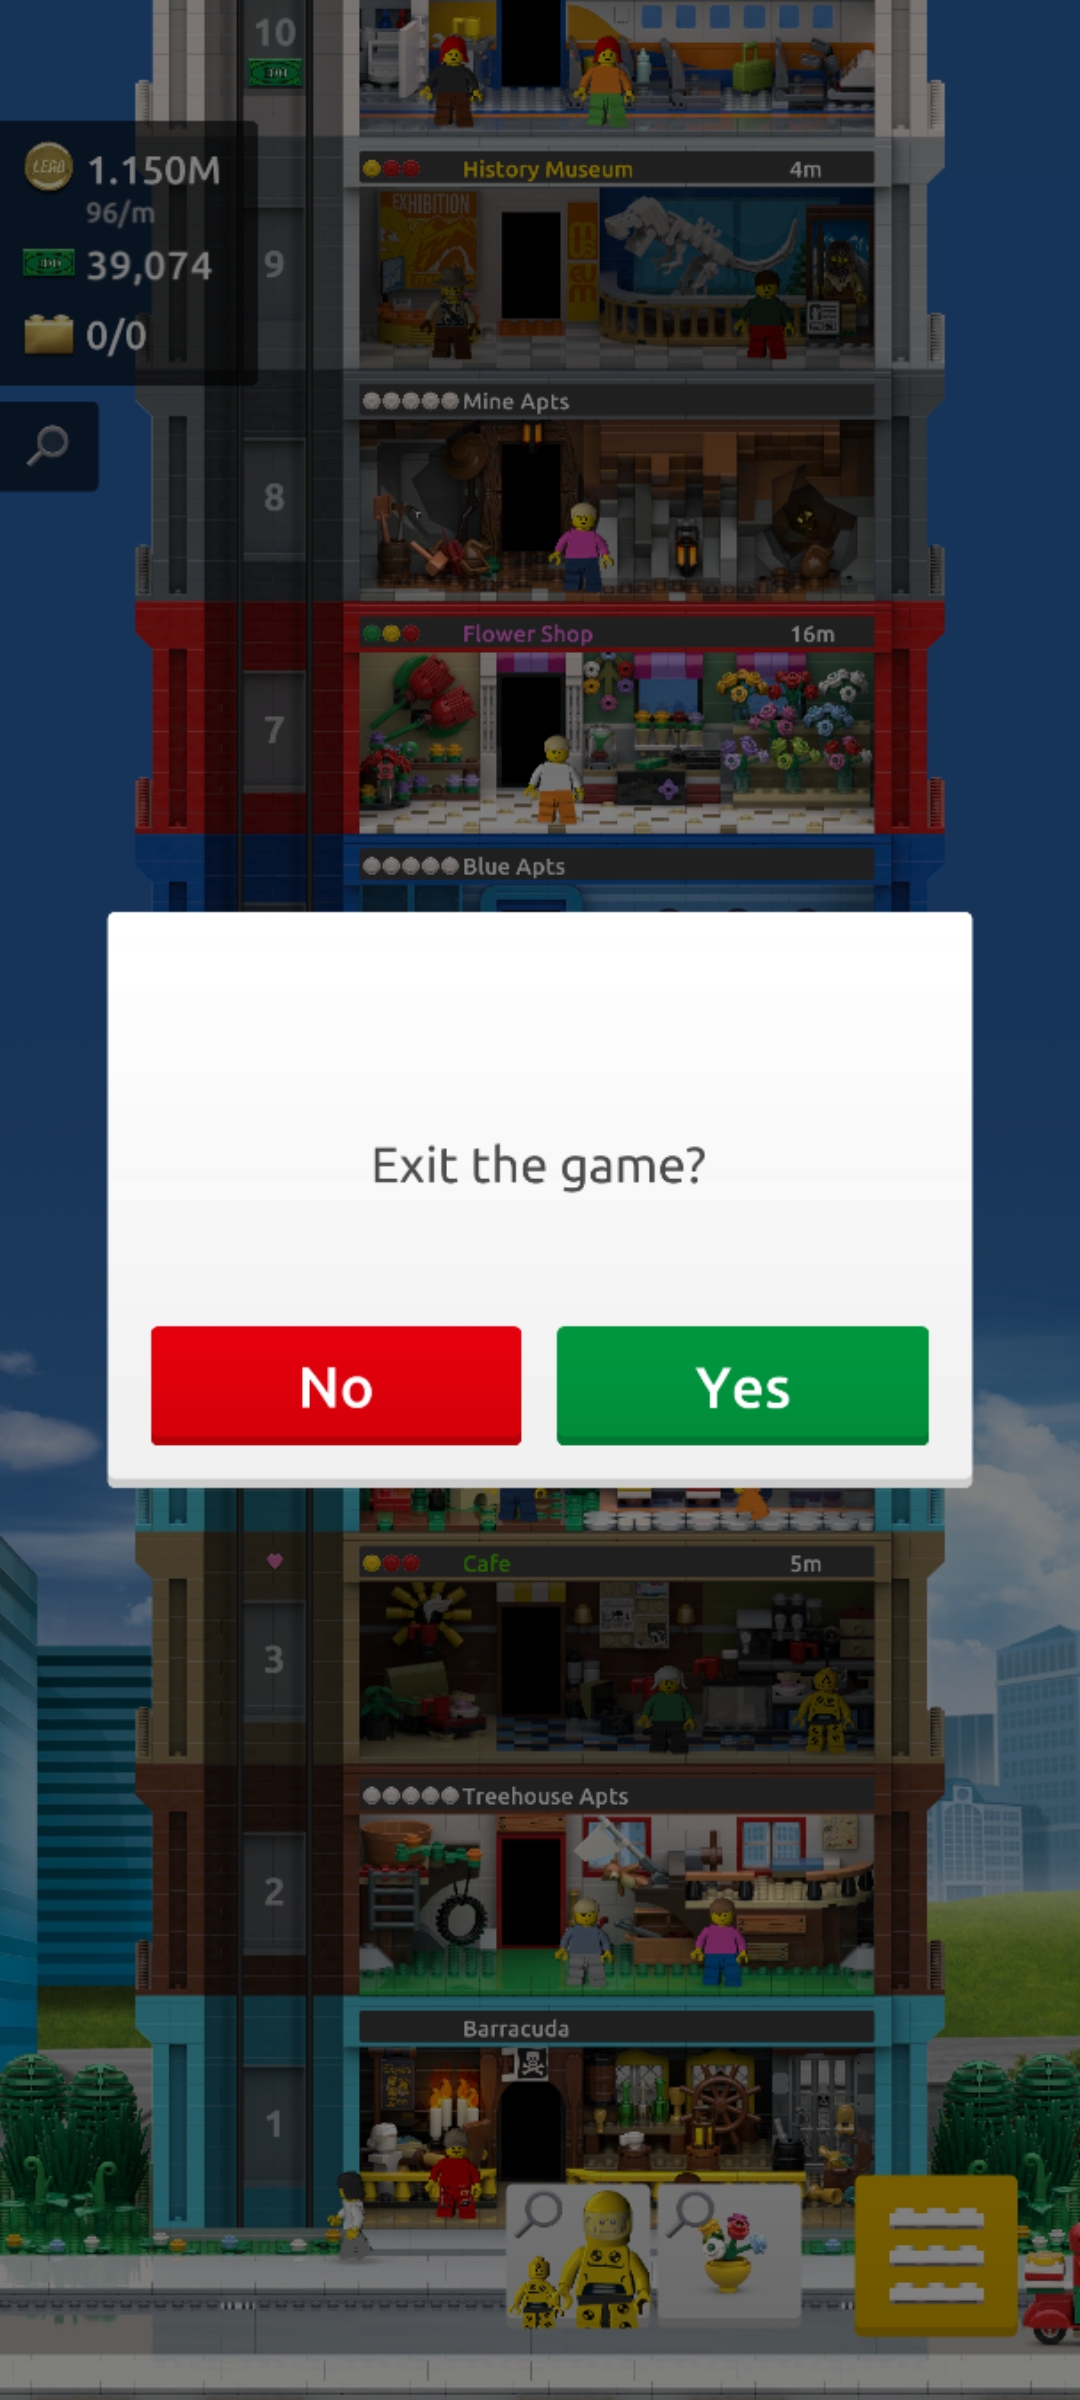 10
LEGO
1.150M
96/m
39,074
0/0
History Museum 4m
EXHIBITION
9
Mine Apts
8
Flower Shop 16m
7
Blue Apts
Exit the game?
No
Yes
Cafe 5m
3
Treehouse Apts
2
Barracuda
1